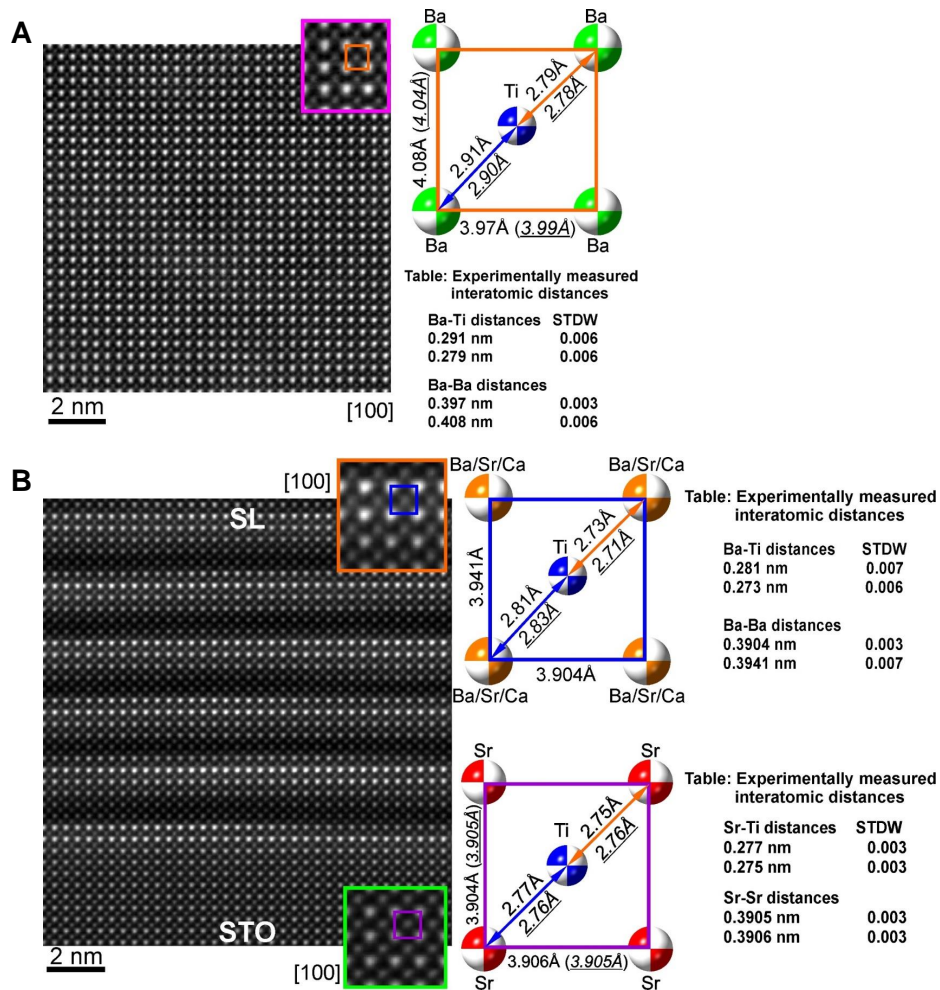 A
2 nm
[100]
Ba
Ba
Ti
2.79Å
2.78Å
2.91Å
2.90Å
4.08Å (4.04Å)
Ba
Ba
3.97Å (3.99Å)
Table: Experimentally measured
interatomic distances
Ba-Ti distances STDW
0.291 nm 0.006
0.279 nm 0.006
Ba-Ba distances
0.397 nm 0.003
0.408 nm 0.006
B
[100]
SL
STO
2 nm
[100]
Ba/Sr/Ca
Ba/Sr/Ca
Ti
2.73Å
2.71Å
2.81Å
2.83Å
3.941Å
3.904Å
Ba/Sr/Ca
Ba/Sr/Ca
Table: Experimentally measured
interatomic distances
Ba-Ti distances STDW
0.281 nm 0.007
0.273 nm 0.006
Ba-Ba distances
0.3904 nm 0.003
0.3941 nm 0.007
Sr
Sr
Ti
2.75Å
2.76Å
2.77Å
2.76Å
3.904Å (3.905Å)
3.906Å (3.905Å)
Sr
Sr
Table: Experimentally measured
interatomic distances
Sr-Ti distances STDW
0.277 nm 0.003
0.275 nm 0.003
Sr-Sr distances
0.3905 nm 0.003
0.3906 nm 0.003